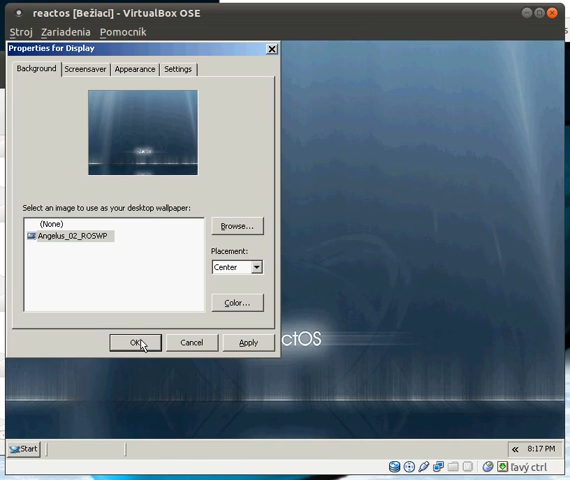 reactos [Bežiaci] - VirtualBox OSE
Stroj Zariadenia Pomocník
Properties for Display
Background Screensaver Appearance Settings
Select an image to use as your desktop wallpaper:
(None)
Angelus_02_ROSWP
Browse...
Placement:
Center
Color...
OK Cancel Apply
ctOS
Start
« 8:17 PM
ľavý ctrl